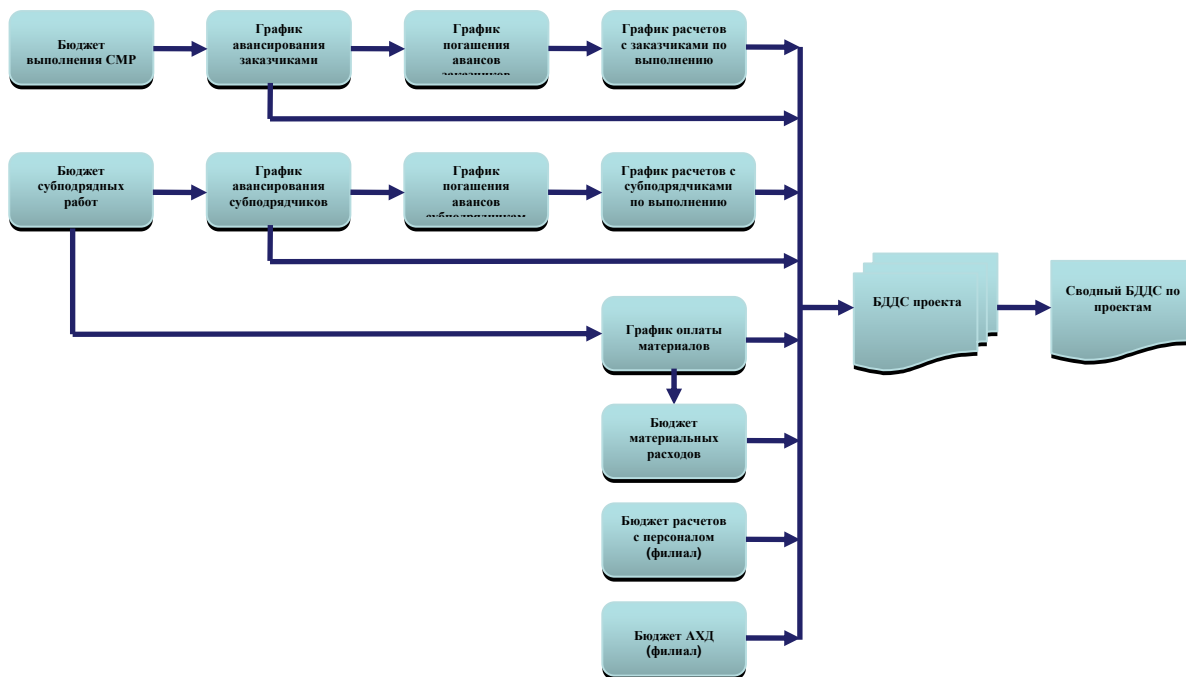 Бюджет
выполнения СМР
График
авансирования
заказчиками
График
погашения
авансов
График расчетов
с заказчиками по
выполнению
Бюджет
субподрядных
работ
График
авансирования
субподрядчиков
График
погашения
авансов
субподрядчикам
График расчетов с
субподрядчиками
по выполнению
График оплаты
материалов
Бюджет
материальных
расходов
Бюджет расчетов
с персоналом
(филиал)
Бюджет АХД
(филиал)
БДДС проекта
Сводный БДДС по
проектам